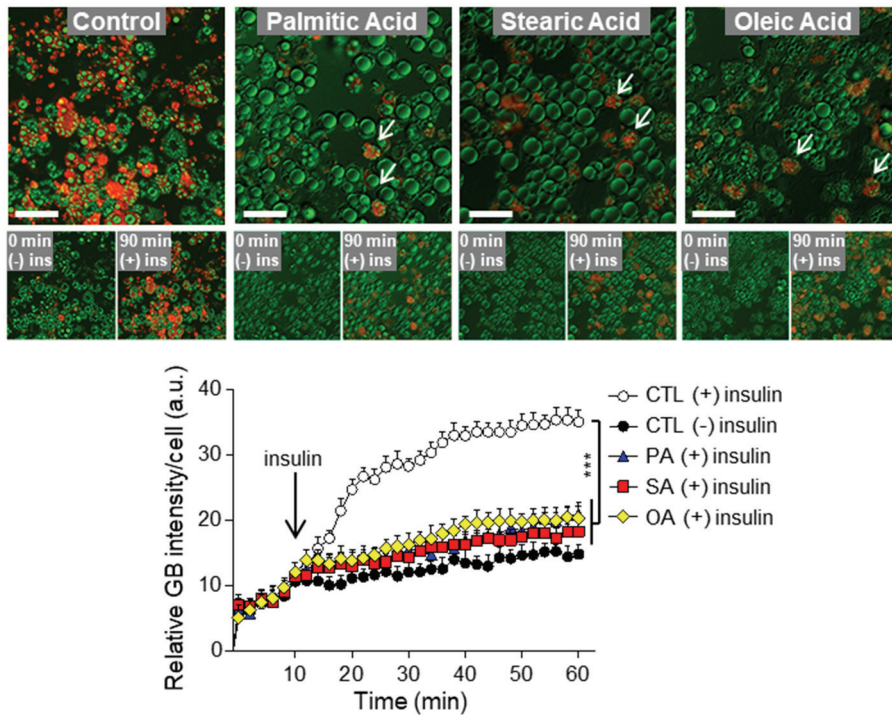 Control
Palmitic Acid
Stearic Acid
Oleic Acid
0 min
(-) ins
90 min
(+) ins
0 min
(-) ins
90 min
(+) ins
0 min
(-) ins
90 min
(+) ins
0 min
(-) ins
90 min
(+) ins
Relative GB intensity/cell (a.u.)
40
30
20
10
0
insulin
10 20 30 40 50 60
Time (min)
CTL (+) insulin
CTL (-) insulin
PA (+) insulin
SA (+) insulin
OA (+) insulin
***